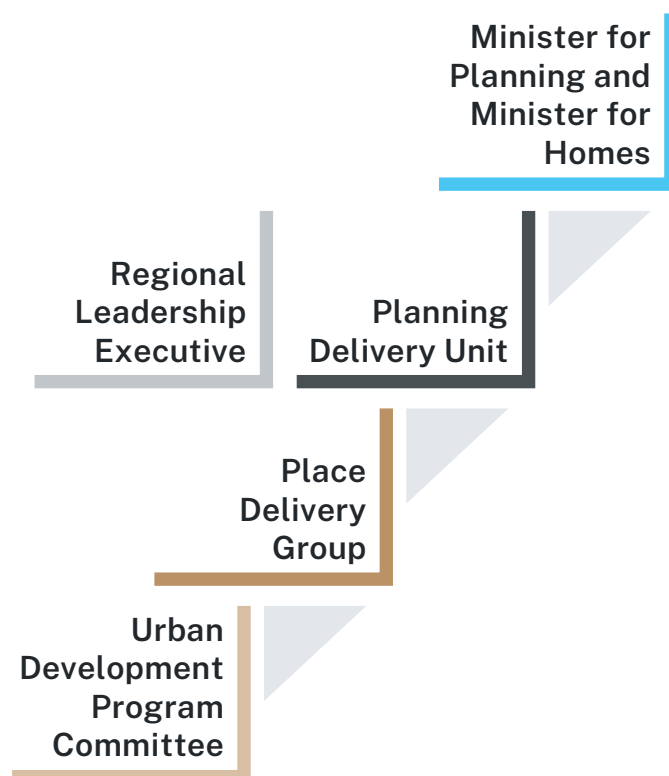 Minister for
Planning and
Minister for
Homes
Regional
Leadership
Executive
Planning
Delivery Unit
Place
Delivery
Group
Urban
Development
Program
Committee